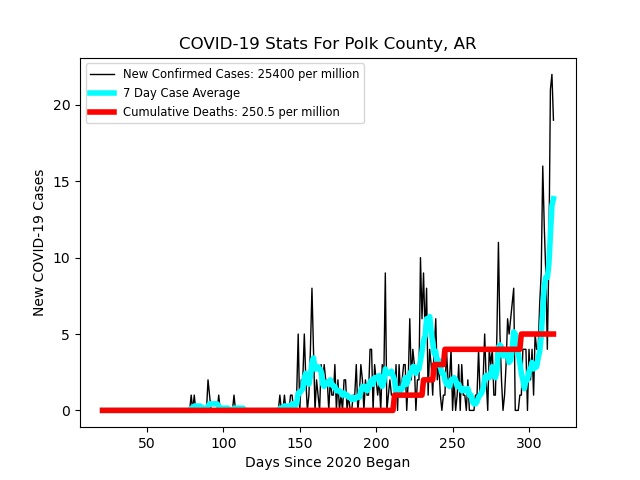 COVID-19 Stats For Polk County, AR
New Confirmed Cases: 25400 per million
7 Day Case Average
Cumulative Deaths: 250.5 per million
New COVID-19 Cases
20
15
10
5
0
50 100 150 200 250 300
Days Since 2020 Began